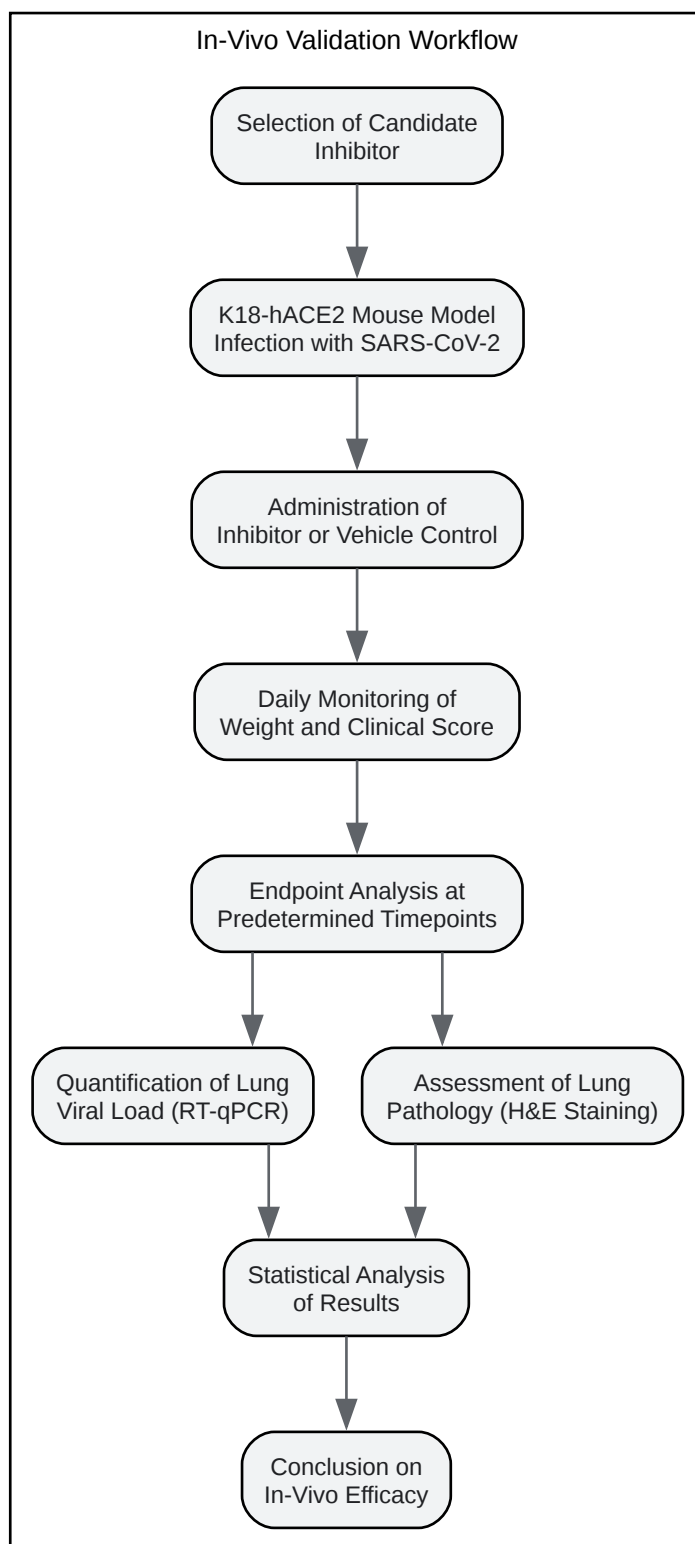 In-Vivo Validation Workflow
Selection of Candidate
Inhibitor
K18-hACE2 Mouse Model
Infection with SARS-CoV-2
Administration of
Inhibitor or Vehicle Control
Daily Monitoring of
Weight and Clinical Score
Endpoint Analysis at
Predetermined Timepoints
Quantification of Lung
Viral Load (RT-qPCR)
Assessment of Lung
Pathology (H&E Staining)
Statistical Analysis
of Results
Conclusion on
In-Vivo Efficacy